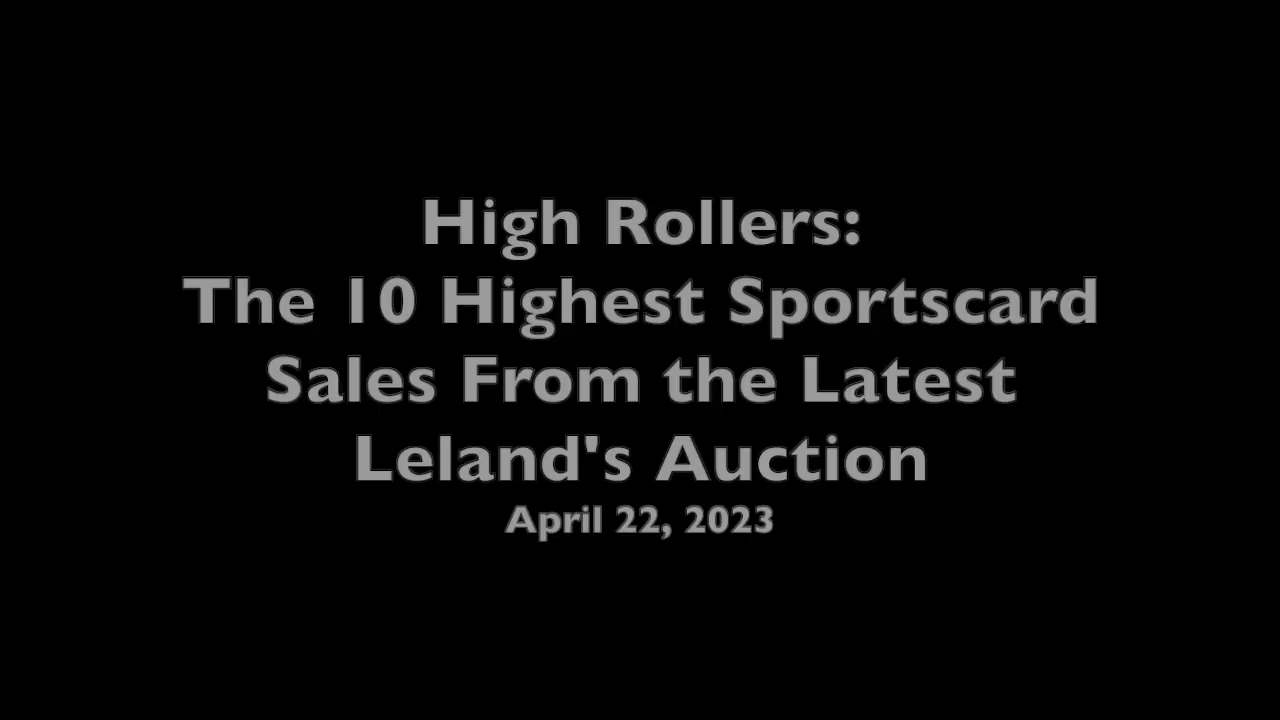 High Rollers:
The 10 Highest Sportscard
Sales From the Latest
Leland's Auction
April 22, 2023